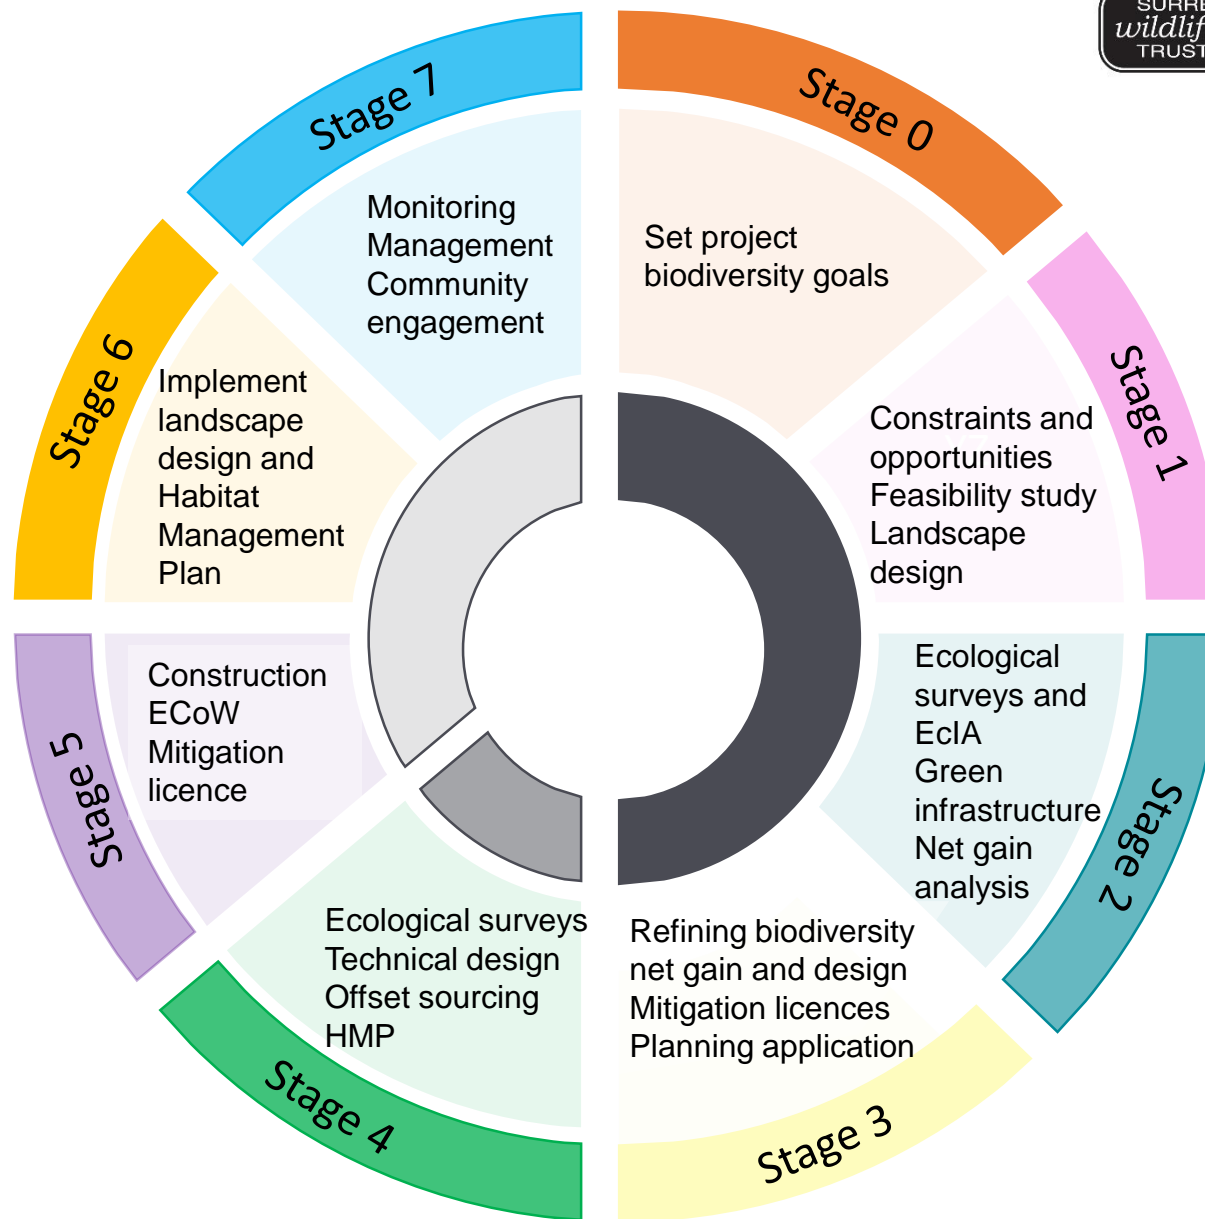 wildlif
TRUST
Stage 0
Set project
biodiversity goals
Stage 1
Constraints and
opportunities
Feasibility study
Landscape
design
Stage 2
Ecological
surveys and
EcIA
Green
infrastructure
Net gain
analysis
Stage 3
Refining biodiversity
net gain and design
Mitigation licences
Planning application
Stage 4
Ecological surveys
Technical design
Offset sourcing
HMP
Stage 5
Construction
ECoW
Mitigation
licence
Stage 6
Implement
landscape
design and
Habitat
Management
Plan
Stage 7
Monitoring
Management
Community
engagement